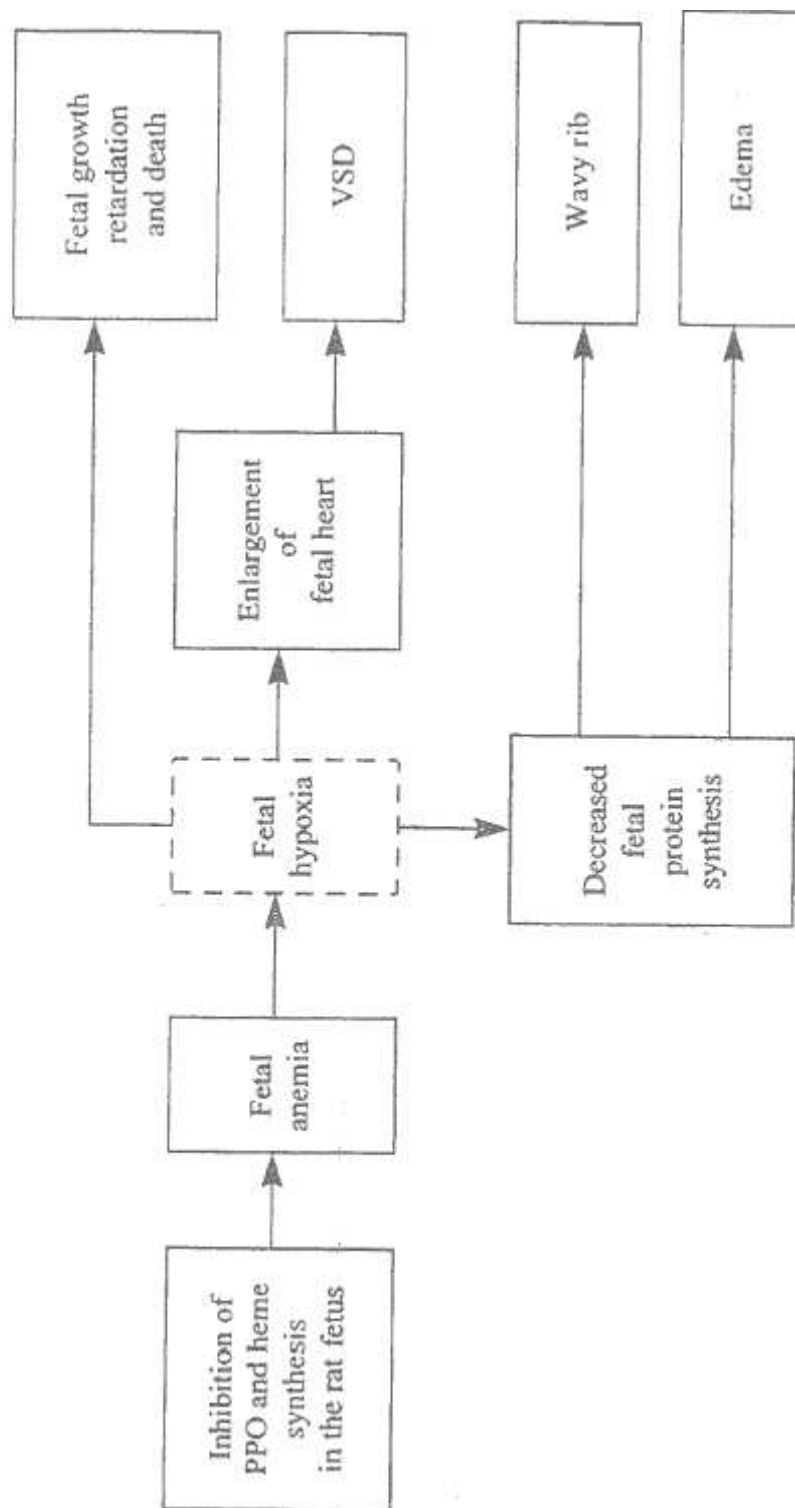 Inhibition of
PPO and heme
synthesis
in the rat fetus
Fetal
anemia
Fetal
hypoxia
Enlargement
of
fetal heart
Fetal growth
retardation
and death
VSD
Decreased
fetal
protein
synthesis
Wavy rib
Edema